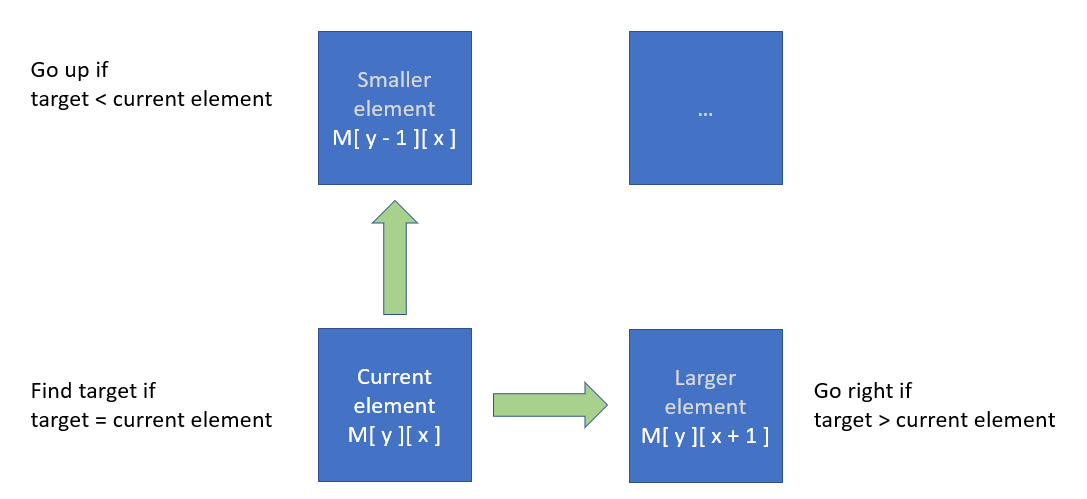 Go up if
target < current element
Smaller
element
M[ y - 1 ][ x ]
...
Find target if
target = current element
Current
element
M[ y ][ x ]
Larger
element
M[ y ][ x + 1 ]
Go right if
target > current element